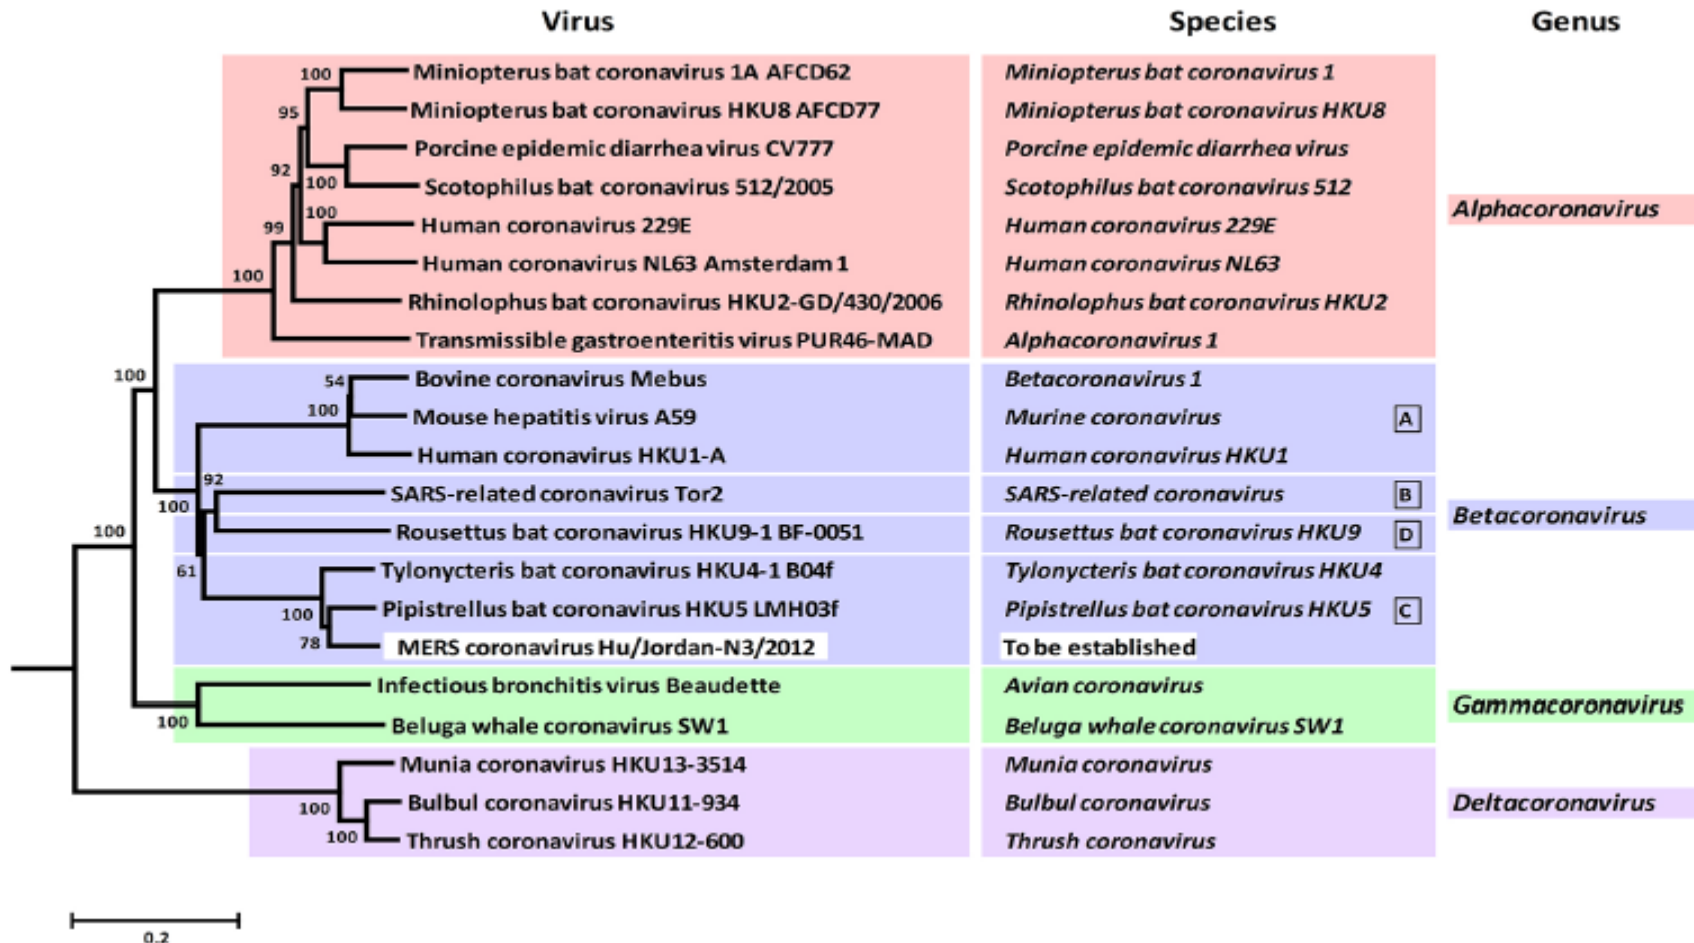 Virus Species Genus
100
Miniopterus bat coronavirus 1A AFCD62 Miniopterus bat coronavirus 1
95
Miniopterus bat coronavirus HKU8 AFCD77 Miniopterus bat coronavirus HKU8
Porcine epidemic diarrhea virus CV777 Porcine epidemic diarrhea virus
92
100
Scotophilus bat coronavirus 512/2005 Scotophilus bat coronavirus 512
Alphacoronavirus
100
Human coronavirus 229E Human coronavirus 229E
99
Human coronavirus NL63 Amsterdam 1 Human coronavirus NL63
100
Rhinolophus bat coronavirus HKU2-GD/430/2006 Rhinolophus bat coronavirus HKU2
Transmissible gastroenteritis virus PUR46-MAD Alphacoronavirus 1
100
54
Bovine coronavirus Mebus Betacoronavirus 1
100
Mouse hepatitis virus A59 Murine coronavirus A
Human coronavirus HKU1-A Human coronavirus HKU1
92
SARS-related coronavirus Tor2 SARS-related coronavirus B
100
Betacoronavirus
100
Rousettus bat coronavirus HKU9-1 BF-0051 Rousettus bat coronavirus HKU9 D
61
Tylonycteris bat coronavirus HKU4-1 B04f Tylonycteris bat coronavirus HKU4
100
Pipistrellus bat coronavirus HKU5 LMH03f Pipistrellus bat coronavirus HKU5 C
78
MERS coronavirus Hu/Jordan-N3/2012 To be established
Infectious bronchitis virus Beaudette Avian coronavirus
Gammacoronavirus
100
Beluga whale coronavirus SW1 Beluga whale coronavirus SW1
Munia coronavirus HKU13-3514 Munia coronavirus
100
Bulbul coronavirus HKU11-934 Bulbul coronavirus
Deltacoronavirus
100
Thrush coronavirus HKU12-600 Thrush coronavirus
0.2